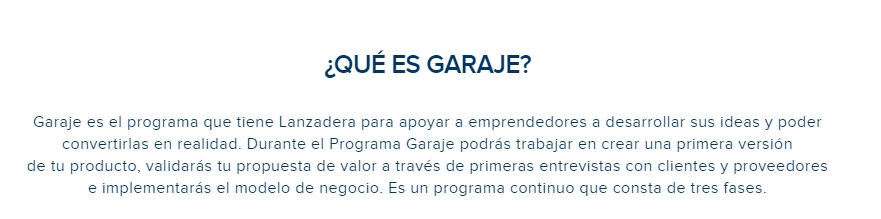 ¿QUÉ ES GARAJE?
Garaje es el programa que tiene Lanzadera para apoyar a emprendedores a desarrollar sus ideas y poder
convertirlas en realidad. Durante el Programa Garaje podrás trabajar en crear una primera versión
de tu producto, validarás tu propuesta de valor a través de primeras entrevistas con clientes y proveedores
e implementarás el modelo de negocio. Es un programa continuo que consta de tres fases.